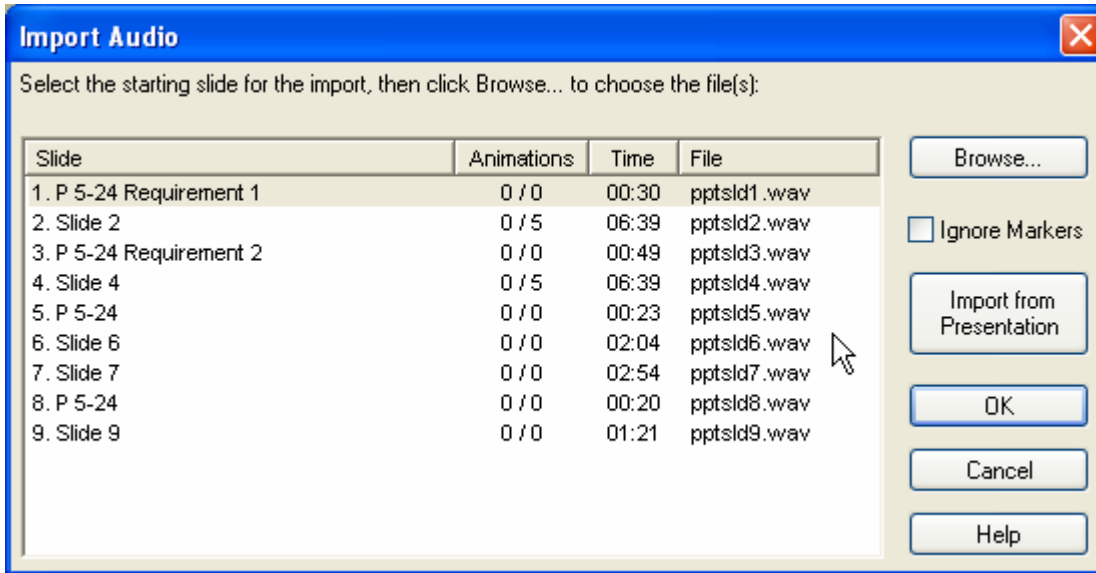 Import Audio
Select the starting slide for the import, then click Browse... to choose the file(s):
Slide Animations Time File
1. P 5-24 Requirement 1 0 / 0 00:30 pptsld1.wav
2. Slide 2 0 / 5 06:39 pptsld2.wav
3. P 5-24 Requirement 2 0 / 0 00:49 pptsld3.wav
4. Slide 4 0 / 5 06:39 pptsld4.wav
5. P 5-24 0 / 0 00:23 pptsld5.wav
6. Slide 6 0 / 0 02:04 pptsld6.wav
7. Slide 7 0 / 0 02:54 pptsld7.wav
8. P 5-24 0 / 0 00:20 pptsld8.wav
9. Slide 9 0 / 0 01:21 pptsld9.wav
Browse...
Ignore Markers
Import from
Presentation
OK
Cancel
Help